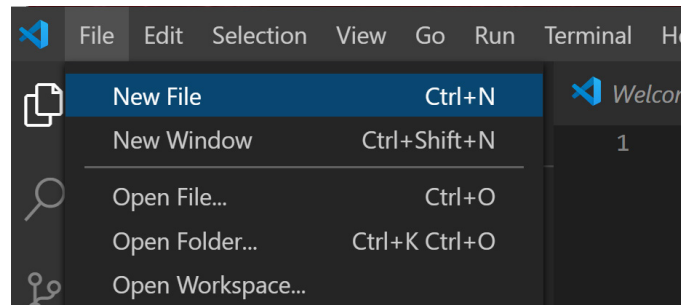 File Edit Selection View Go Run Terminal
New File Ctrl+N
New Window Ctrl+Shift+N
Open File... Ctrl+O
Open Folder... Ctrl+K Ctrl+O
Open Workspace...
1